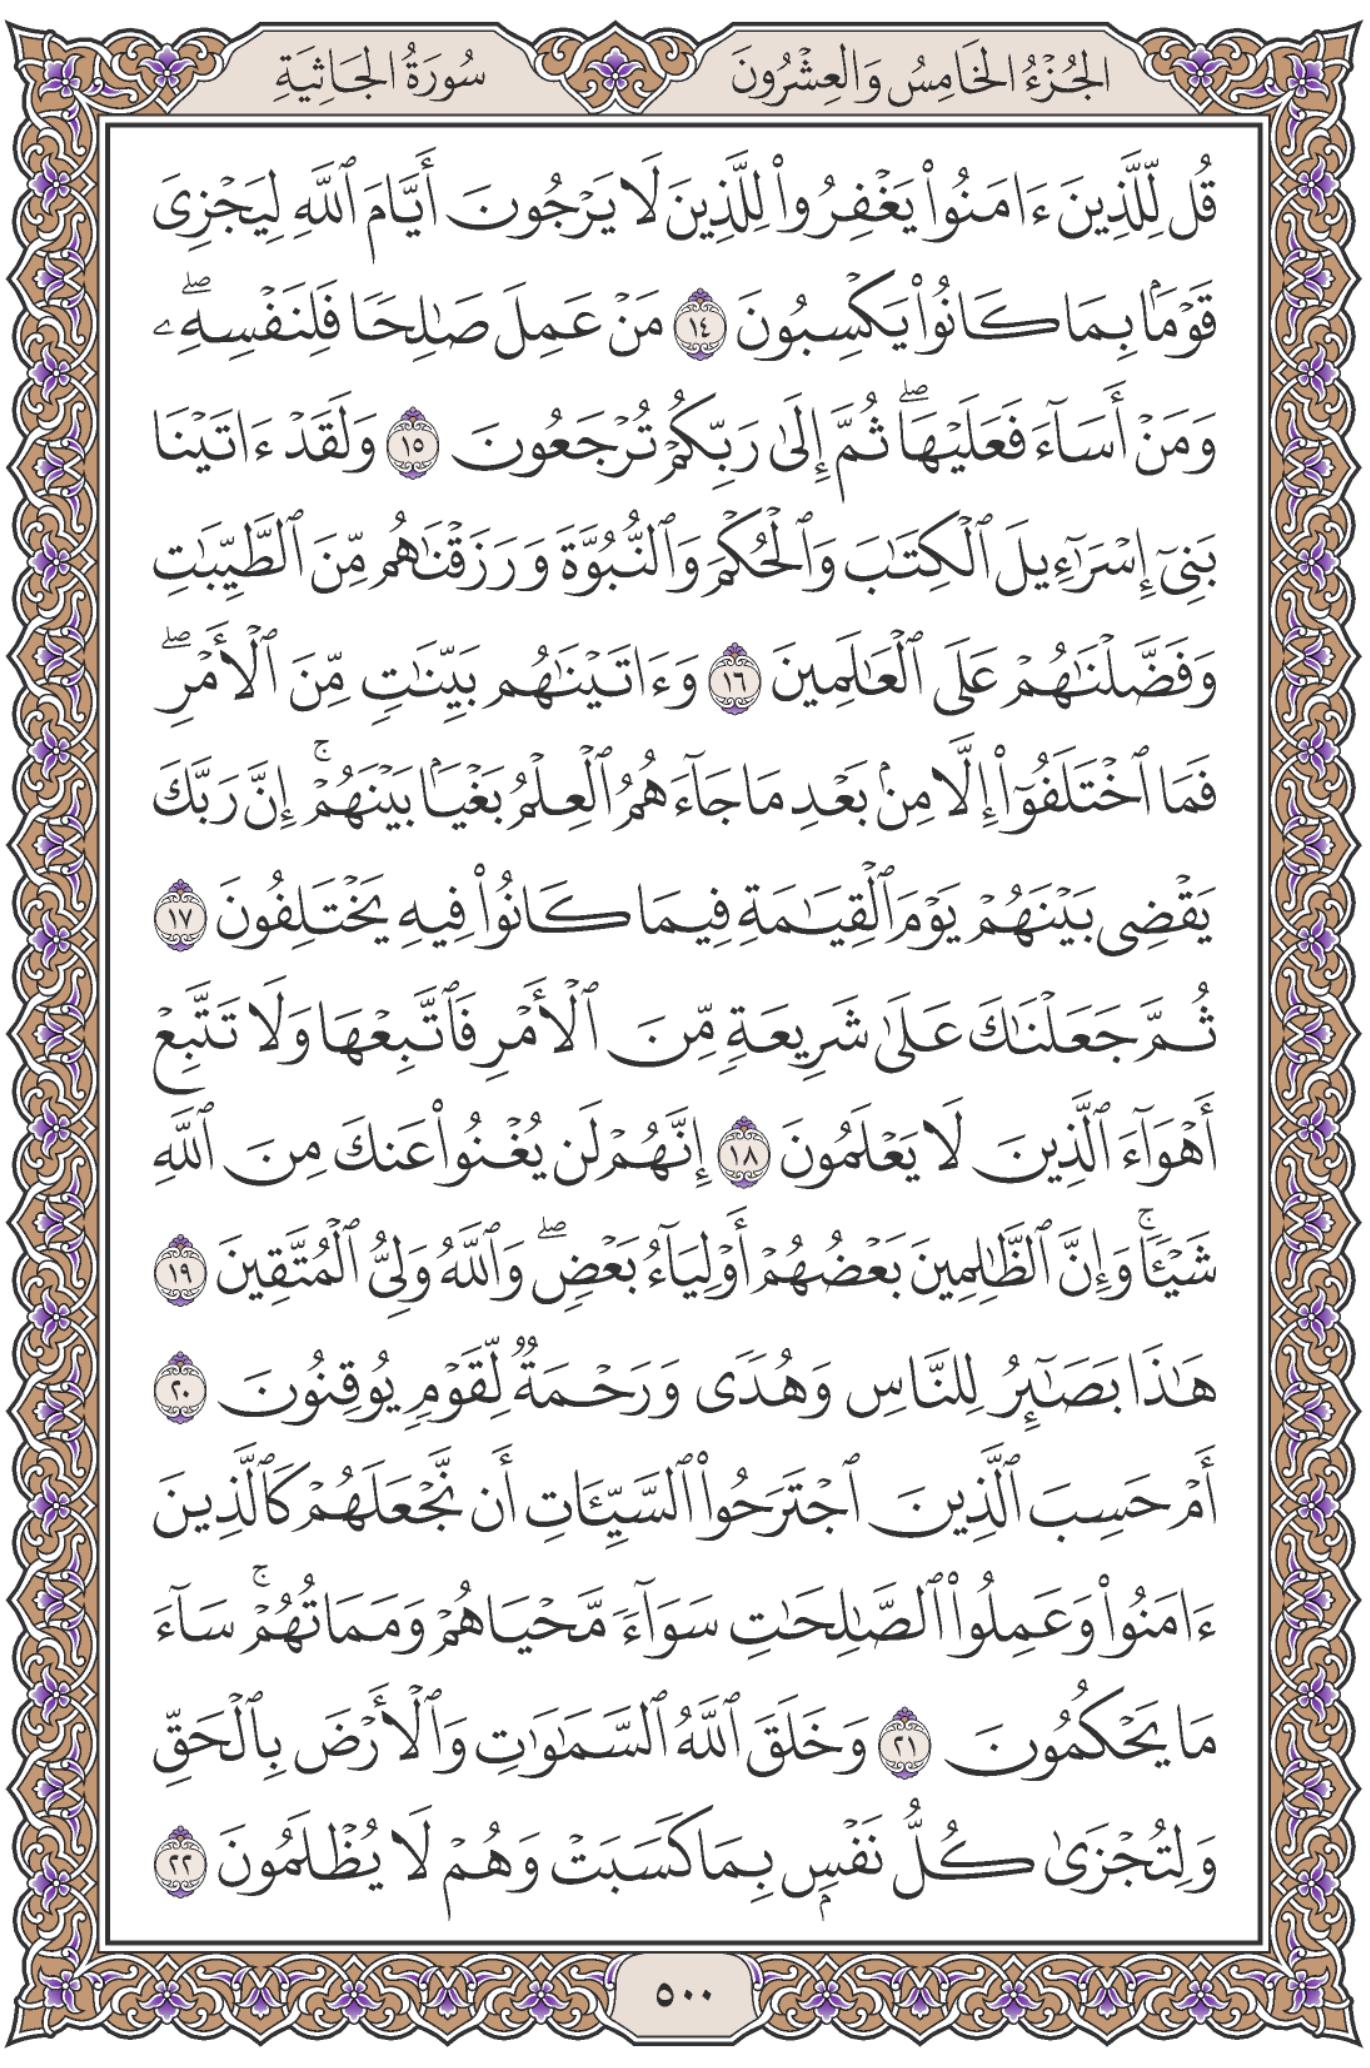 الجُزْءُ الخَامِسُ وَالعِشْرُونَ
سُورَةُ الجَاثِيَةِ
قُل لِّلَّذِينَ ءَامَنُواْ يَغْفِرُواْ لِلَّذِينَ لَا يَرْجُونَ أَيَّامَ ٱللَّهِ لِيَجْزِىَ
قَوْمَۢا بِمَا كَانُواْ يَكْسِبُونَ ١٤ مَنْ عَمِلَ صَٰلِحًا فَلِنَفْسِهِۦۖ
وَمَنْ أَسَآءَ فَعَلَيْهَاۖ ثُمَّ إِلَىٰ رَبِّكُمْ تُرْجَعُونَ ١٥ وَلَقَدْ ءَاتَيْنَا
بَنِىٓ إِسْرَٰٓءِيلَ ٱلْكِتَٰبَ وَٱلْحُكْمَ وَٱلنُّبُوَّةَ وَرَزَقْنَٰهُم مِّنَ ٱلطَّيِّبَٰتِ
وَفَضَّلْنَٰهُمْ عَلَى ٱلْعَٰلَمِينَ ١٦ وَءَاتَيْنَٰهُم بَيِّنَٰتٍ مِّنَ ٱلْأَمْرِۖ
فَمَا ٱخْتَلَفُوٓاْ إِلَّا مِنۢ بَعْدِ مَا جَآءَهُمُ ٱلْعِلْمُ بَغْيَۢا بَيْنَهُمْۚ إِنَّ رَبَّكَ
يَقْضِى بَيْنَهُمْ يَوْمَ ٱلْقِيَٰمَةِ فِيمَا كَانُواْ فِيهِ يَخْتَلِفُونَ ١٧
ثُمَّ جَعَلْنَٰكَ عَلَىٰ شَرِيعَةٍ مِّنَ ٱلْأَمْرِ فَٱتَّبِعْهَا وَلَا تَتَّبِعْ
أَهْوَآءَ ٱلَّذِينَ لَا يَعْلَمُونَ ١٨ إِنَّهُمْ لَن يُغْنُواْ عَنكَ مِنَ ٱللَّهِ
شَيْـًٔاۚ وَإِنَّ ٱلظَّٰلِمِينَ بَعْضُهُمْ أَوْلِيَآءُ بَعْضٍۖ وَٱللَّهُ وَلِىُّ ٱلْمُتَّقِينَ ١٩
هَٰذَا بَصَٰٓئِرُ لِلنَّاسِ وَهُدًى وَرَحْمَةٌ لِّقَوْمٍ يُوقِنُونَ ٢٠
أَمْ حَسِبَ ٱلَّذِينَ ٱجْتَرَحُواْ ٱلسَّيِّـَٔاتِ أَن نَّجْعَلَهُمْ كَٱلَّذِينَ
ءَامَنُواْ وَعَمِلُواْ ٱلصَّٰلِحَٰتِ سَوَآءً مَّحْيَاهُمْ وَمَمَاتُهُمْۚ سَآءَ
مَا يَحْكُمُونَ ٢١ وَخَلَقَ ٱللَّهُ ٱلسَّمَٰوَٰتِ وَٱلْأَرْضَ بِٱلْحَقِّ
وَلِتُجْزَىٰ كُلُّ نَفْسٍۭ بِمَا كَسَبَتْ وَهُمْ لَا يُظْلَمُونَ ٢٢
٥٠٠